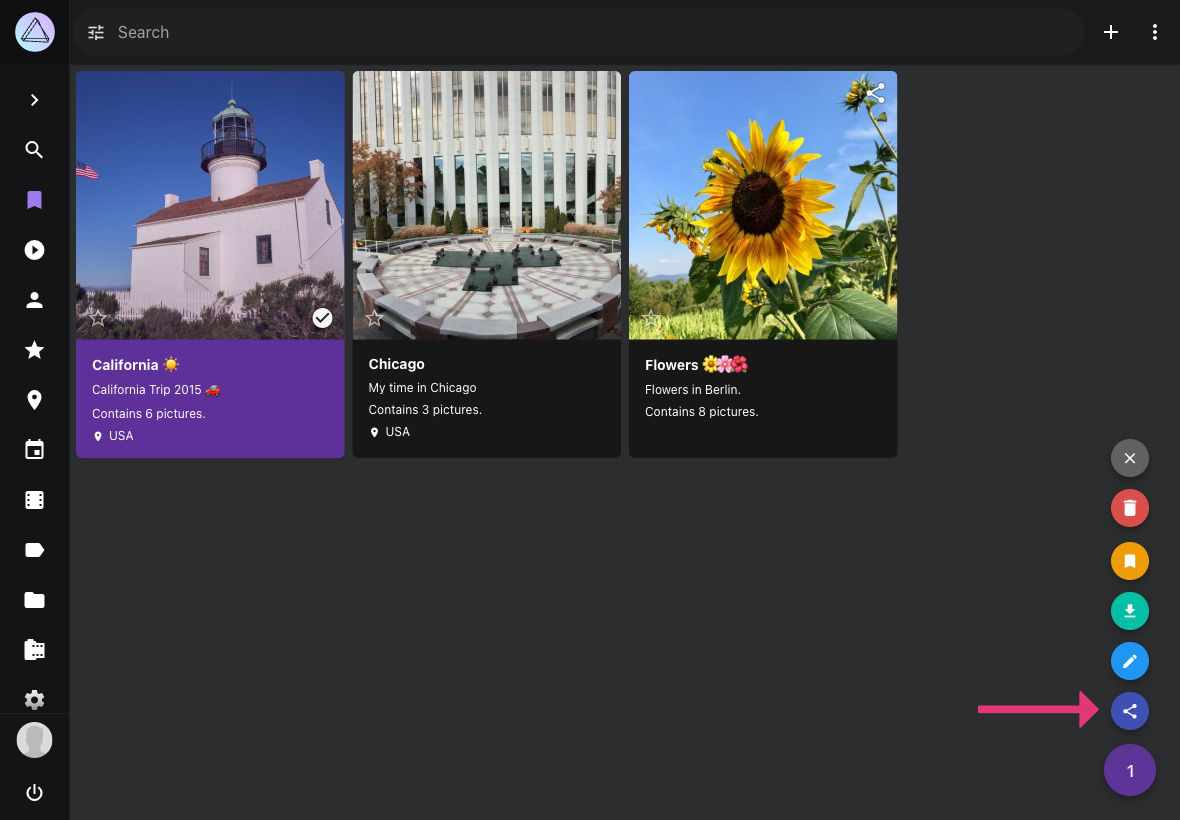 Search
California ☀️
California Trip 2015 🚗
Contains 6 pictures.
USA
Chicago
My time in Chicago
Contains 3 pictures.
USA
Flowers 🌼🌸🌺
Flowers in Berlin.
Contains 8 pictures.
1